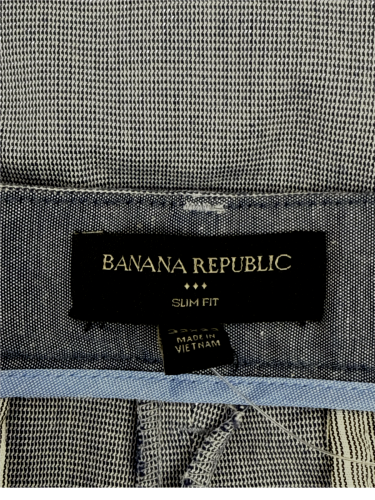 BANANA REPUBLIC
SLIM FIT
MADE IN
VIETNAM